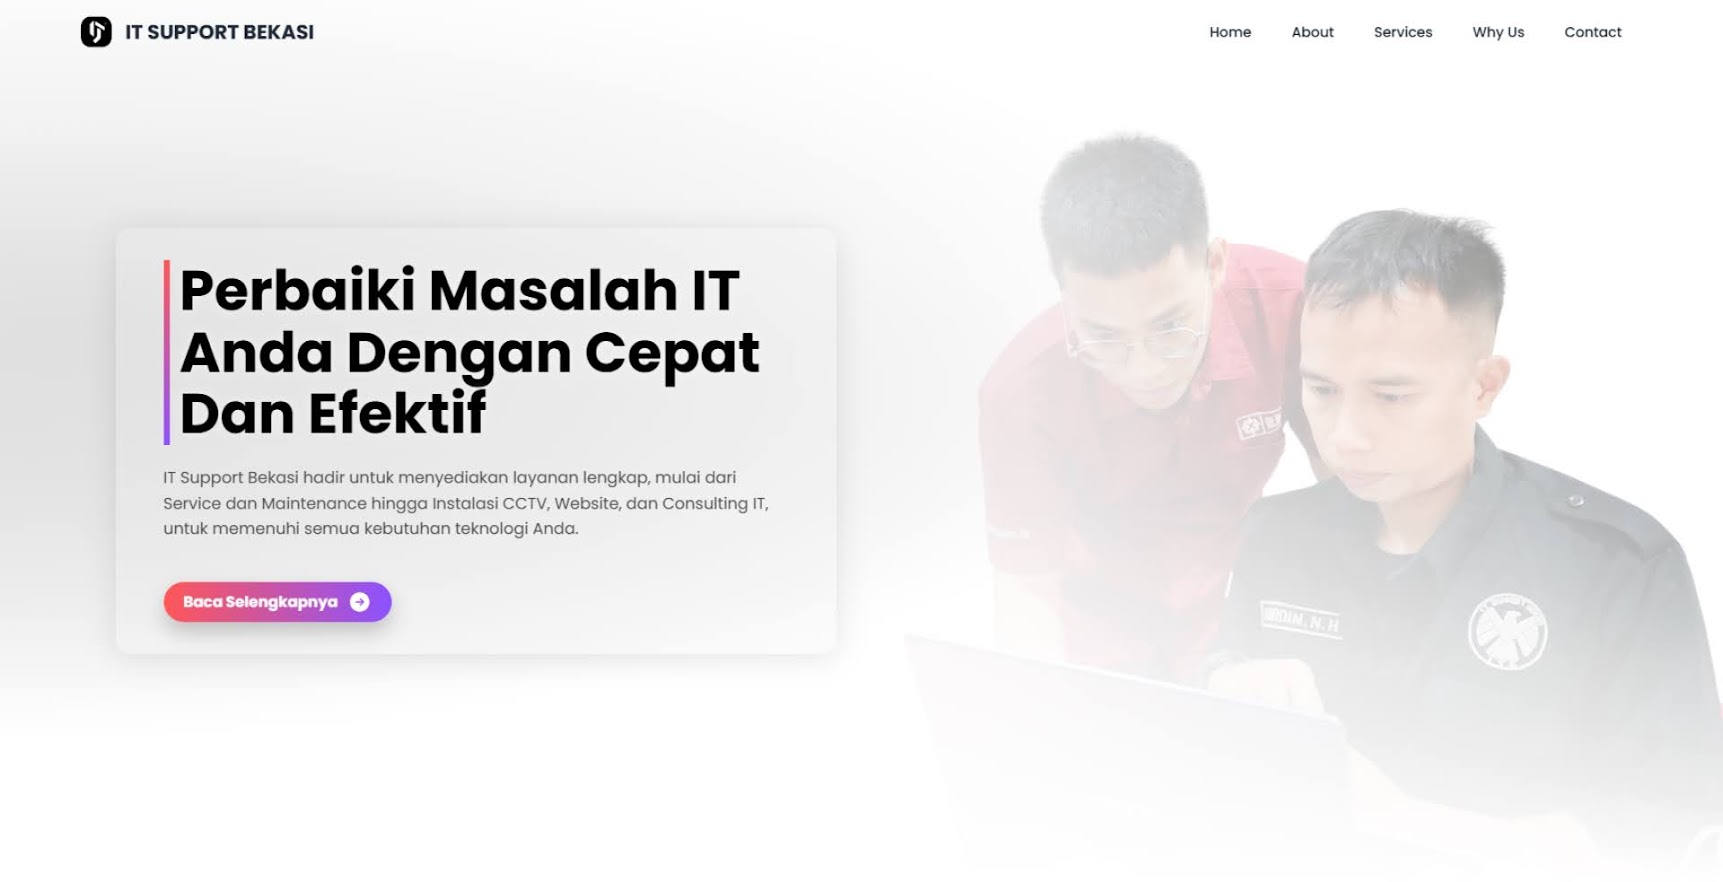 IT SUPPORT BEKASI
Home About Services Why Us Contact
Perbaiki Masalah IT
Anda Dengan Cepat
Dan Efektif
IT Support Bekasi hadir untuk menyediakan layanan lengkap, mulai dari
Service dan Maintenance hingga Instalasi CCTV, Website, dan Consulting IT,
untuk memenuhi semua kebutuhan teknologi Anda.
Baca Selengkapnya
N. H